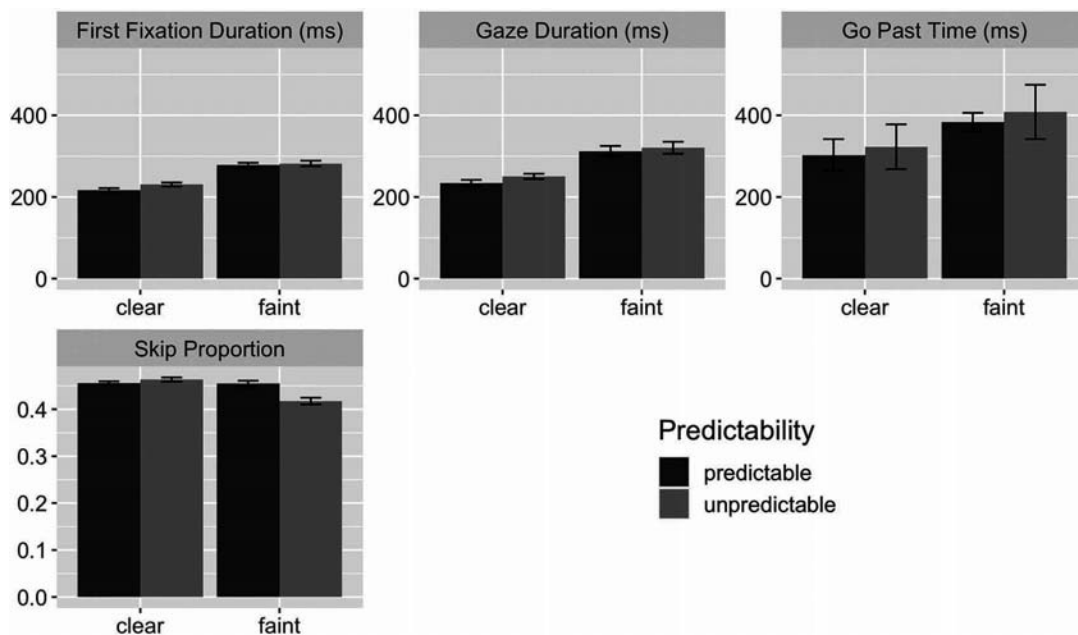 First Fixation Duration (ms)
Gaze Duration (ms)
Go Past Time (ms)
400
200
0
clear
faint
400
200
0
clear
faint
400
200
0
clear
faint
Skip Proportion
0.4
0.3
0.2
0.1
0.0
clear
faint
Predictability
predictable
unpredictable